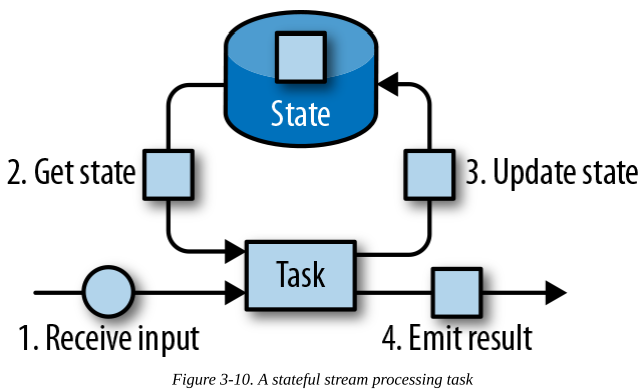 State
2. Get state
3. Update state
Task
1. Receive input
4. Emit result
Figure 3-10. A stateful stream processing task